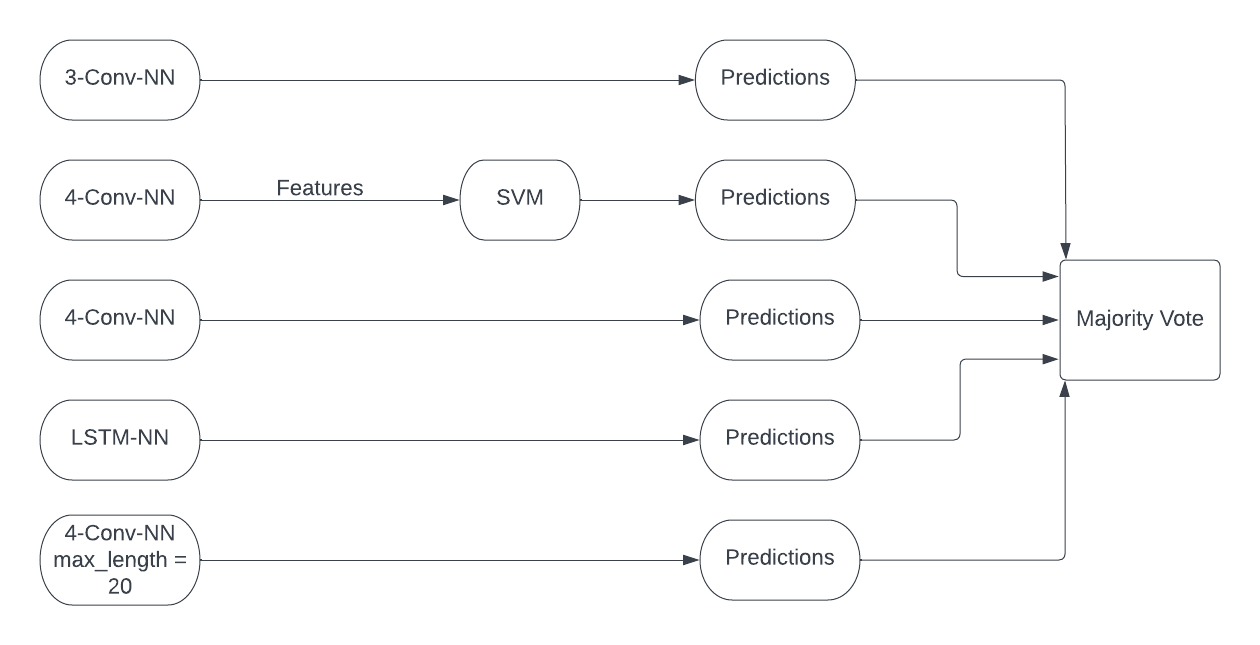 3-Conv-NN
Predictions
4-Conv-NN
Features
SVM
Predictions
4-Conv-NN
Predictions
Majority Vote
LSTM-NN
Predictions
4-Conv-NN
max_length =
20
Predictions